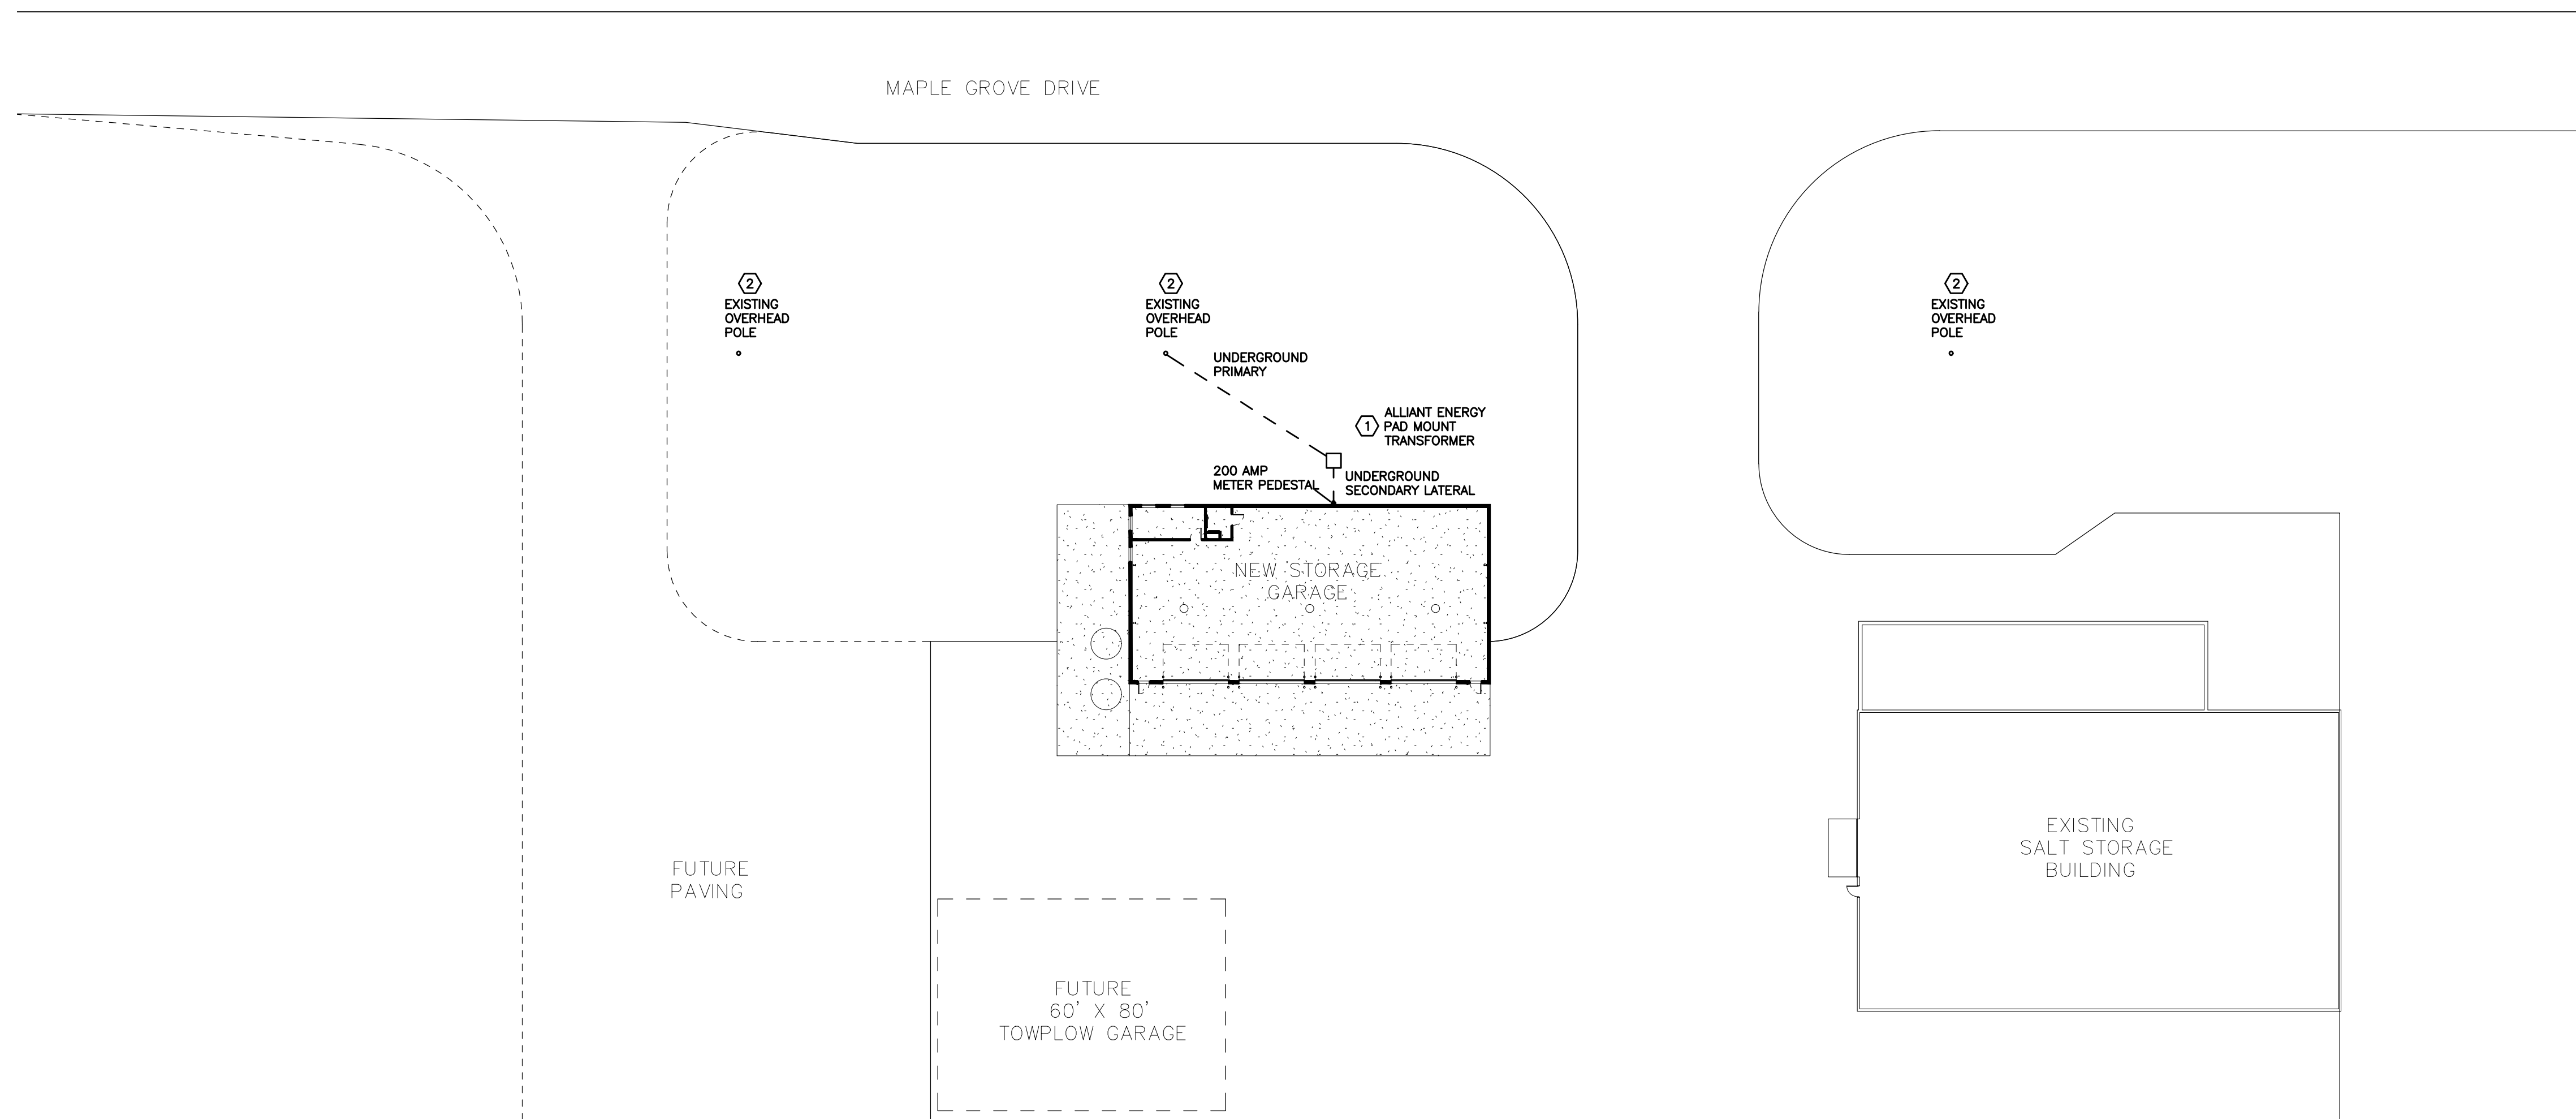 MAPLE GROVE DRIVE
2
EXISTING
OVERHEAD
POLE
2
EXISTING
OVERHEAD
POLE
2
EXISTING
OVERHEAD
POLE
UNDERGROUND
PRIMARY
1
ALLIANT ENERGY
PAD MOUNT
TRANSFORMER
200 AMP
METER PEDESTAL
UNDERGROUND
SECONDARY LATERAL
NEW STORAGE
GARAGE
EXISTING
SALT STORAGE
BUILDING
FUTURE
PAVING
FUTURE
60' X 80'
TOWPLOW GARAGE